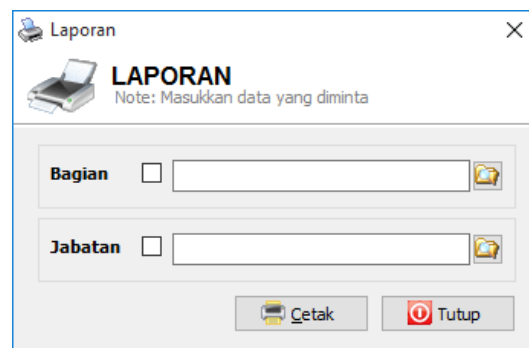 Laporan
LAPORAN
Note: Masukkan data yang diminta
Bagian
Jabatan
Cetak
Tutup